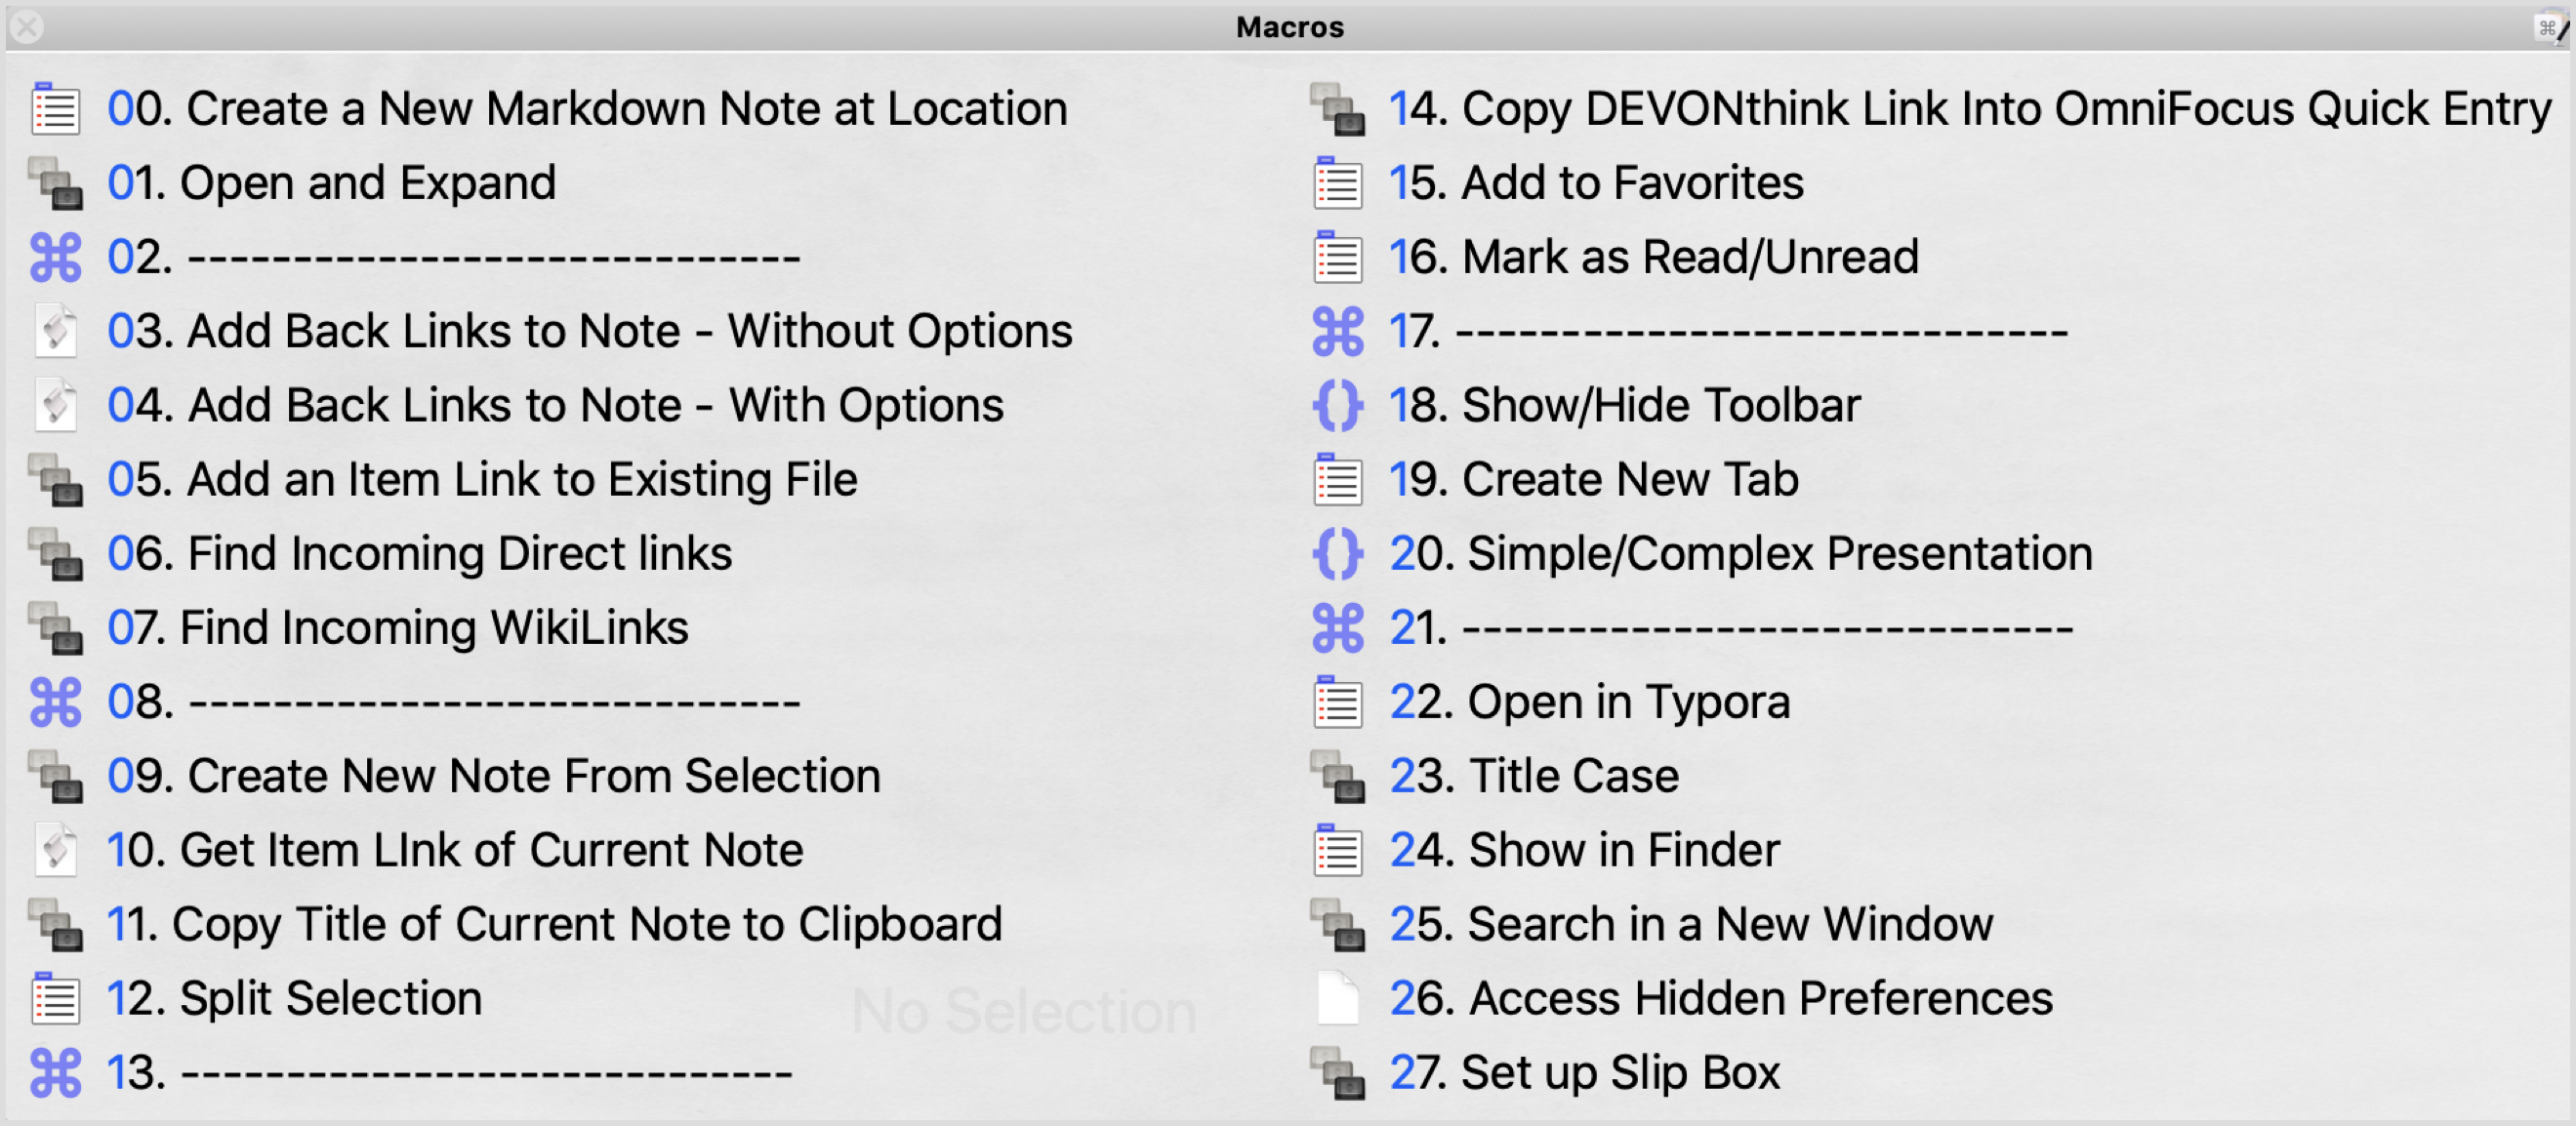 Macros
00. Create a New Markdown Note at Location
01. Open and Expand
02. -----------------------------
03. Add Back Links to Note - Without Options
04. Add Back Links to Note - With Options
05. Add an Item Link to Existing File
06. Find Incoming Direct links
07. Find Incoming WikiLinks
08. -----------------------------
09. Create New Note From Selection
10. Get Item LInk of Current Note
11. Copy Title of Current Note to Clipboard
12. Split Selection
13. -----------------------------
No Selection
14. Copy DEVONthink Link Into OmniFocus Quick Entry
15. Add to Favorites
16. Mark as Read/Unread
17. -----------------------------
18. Show/Hide Toolbar
19. Create New Tab
20. Simple/Complex Presentation
21. -----------------------------
22. Open in Typora
23. Title Case
24. Show in Finder
25. Search in a New Window
26. Access Hidden Preferences
27. Set up Slip Box